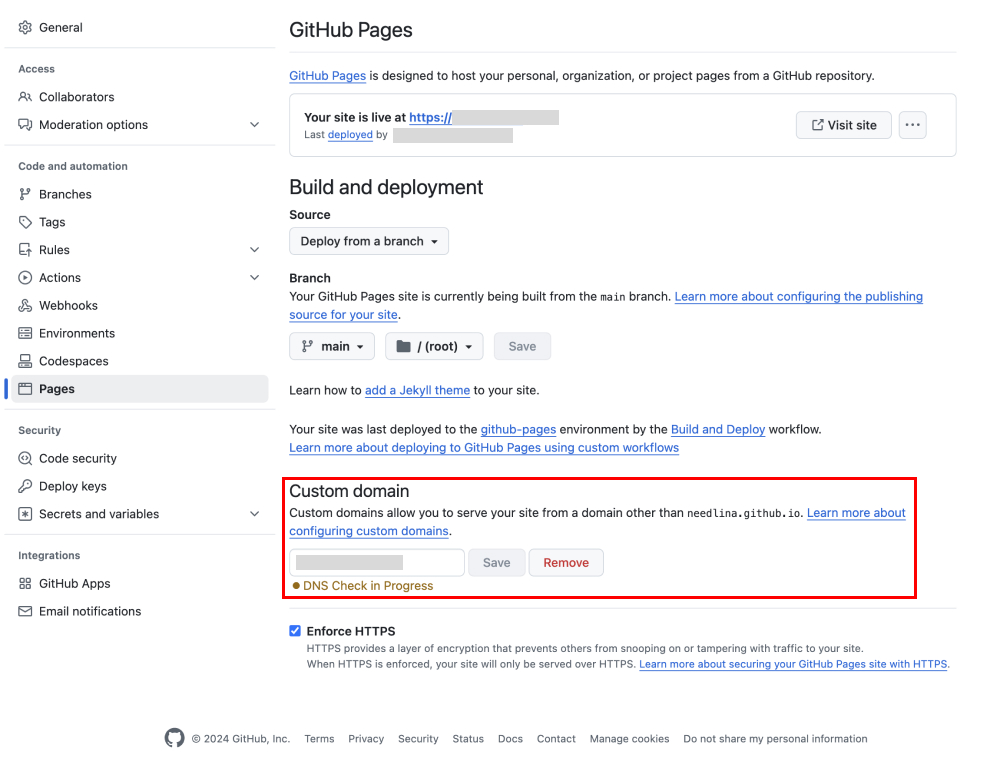 General
Access
Collaborators
Moderation options
Code and automation
Branches
Tags
Rules
Actions
Webhooks
Environments
Codespaces
Pages
Security
Code security
Deploy keys
Secrets and variables
Integrations
GitHub Apps
Email notifications
GitHub Pages
GitHub Pages is designed to host your personal, organization, or project pages from a GitHub repository.
Your site is live at https://
Last deployed by
Visit site
Build and deployment
Source
Deploy from a branch
Branch
Your GitHub Pages site is currently being built from the main branch. Learn more about configuring the publishing
source for your site.
main / (root) Save
Learn how to add a Jekyll theme to your site.
Your site was last deployed to the github-pages environment by the Build and Deploy workflow.
Learn more about deploying to GitHub Pages using custom workflows
Custom domain
Custom domains allow you to serve your site from a domain other than needlina.github.io. Learn more about
configuring custom domains.
Save Remove
DNS Check in Progress
Enforce HTTPS
HTTPS provides a layer of encryption that prevents others from snooping on or tampering with traffic to your site.
When HTTPS is enforced, your site will only be served over HTTPS. Learn more about securing your GitHub Pages site with HTTPS.
© 2024 GitHub, Inc. Terms Privacy Security Status Docs Contact Manage cookies Do not share my personal information